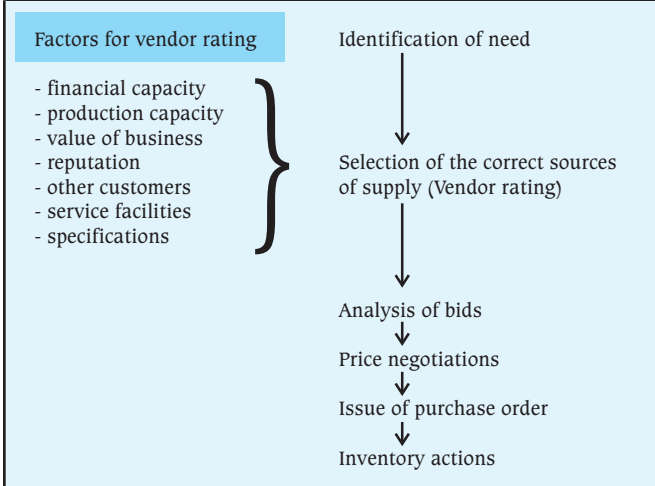 Factors for vendor rating
- financial capacity
- production capacity
- value of business
- reputation
- other customers
- service facilities
- specifications
Identification of need
Selection of the correct sources
of supply (Vendor rating)
Analysis of bids
Price negotiations
Issue of purchase order
Inventory actions